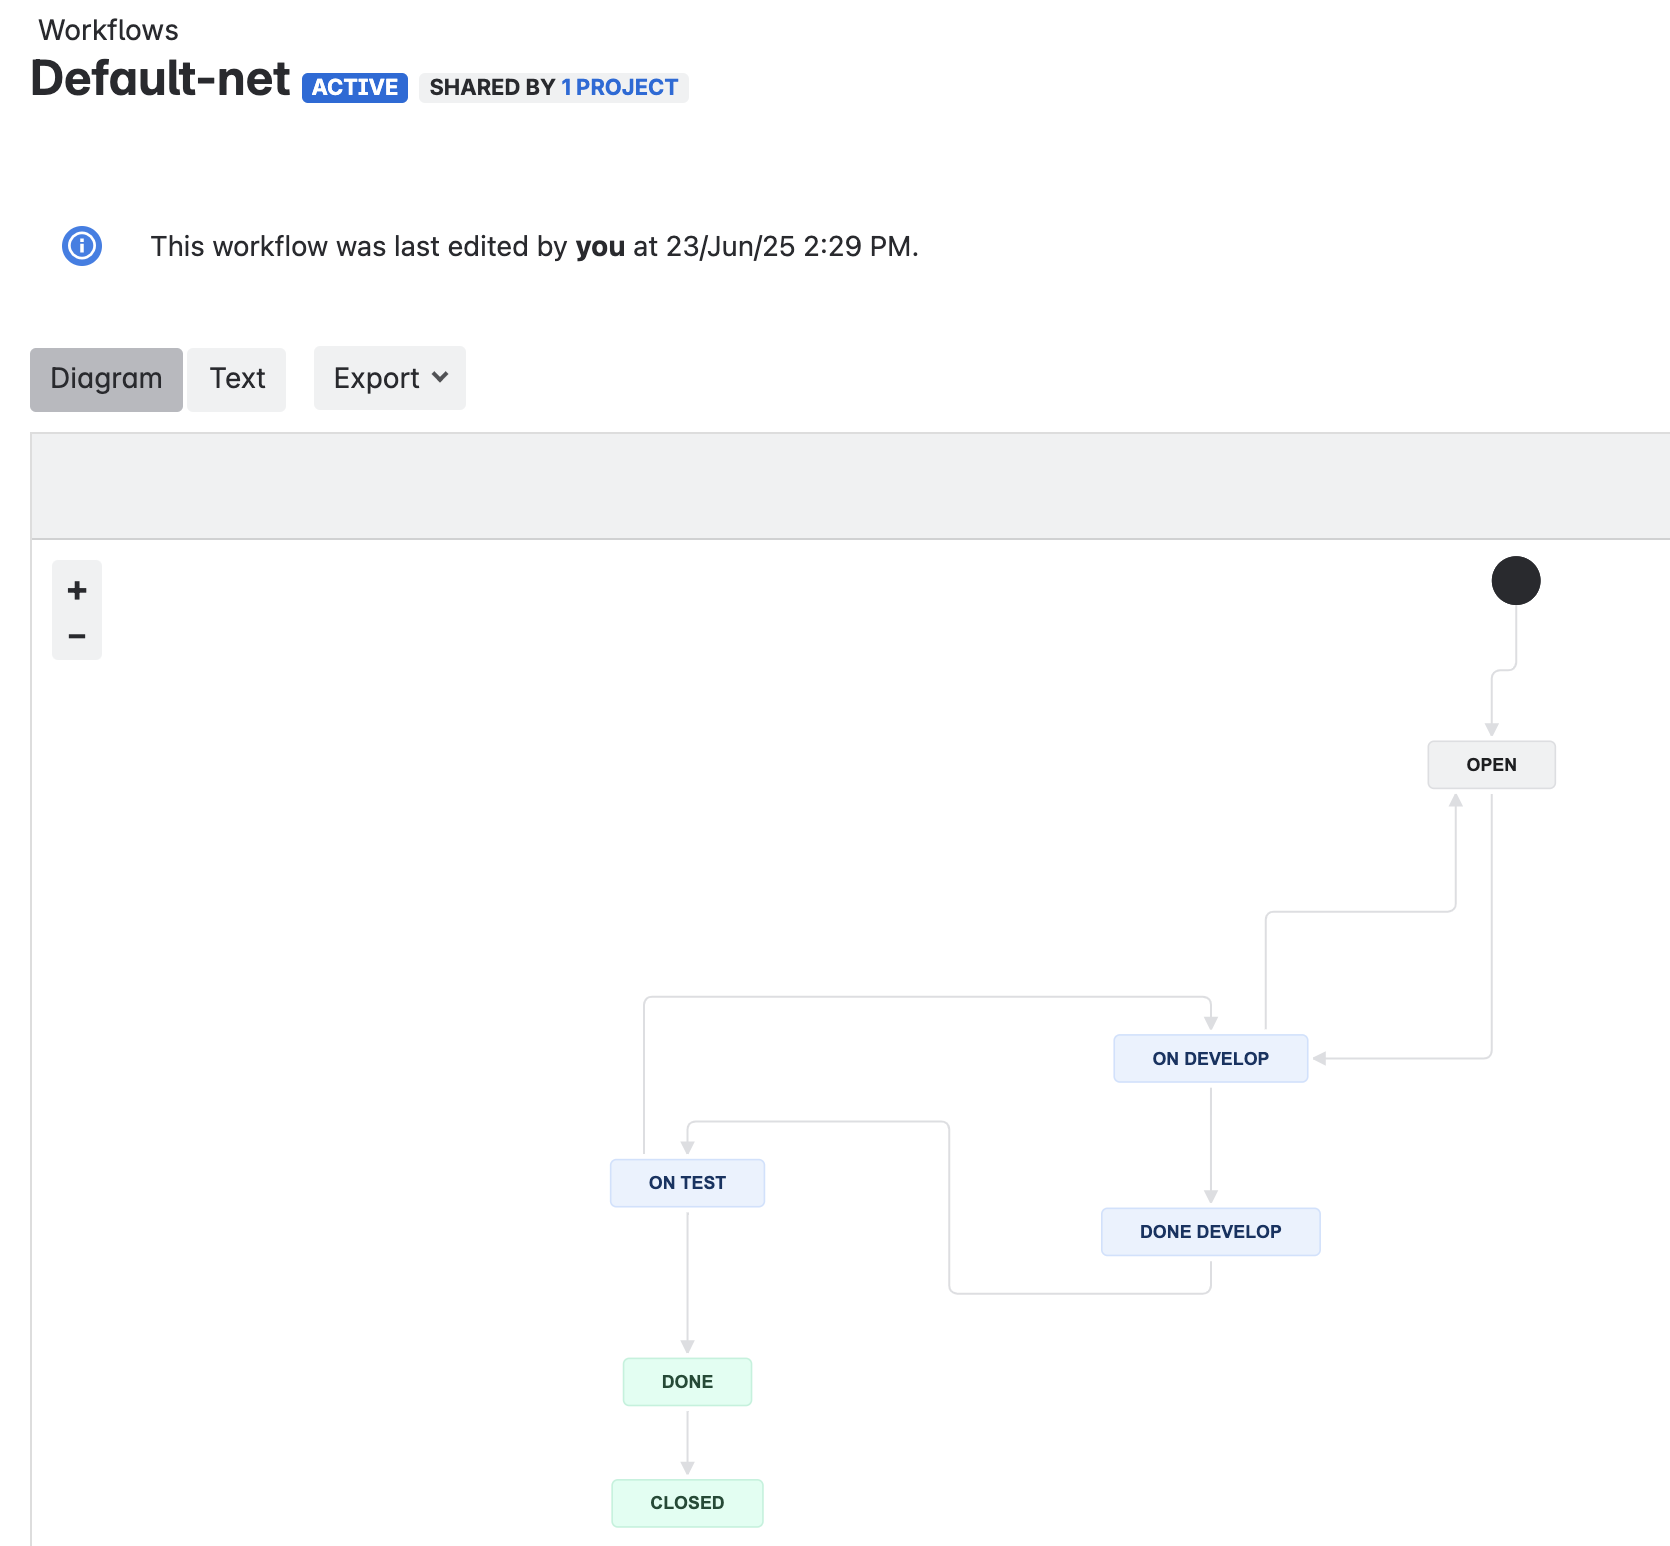 Workflows
Default-net ACTIVE SHARED BY 1 PROJECT
This workflow was last edited by you at 23/Jun/25 2:29 PM.
Diagram Text Export
+
−
OPEN
ON DEVELOP
ON TEST
DONE DEVELOP
DONE
CLOSED